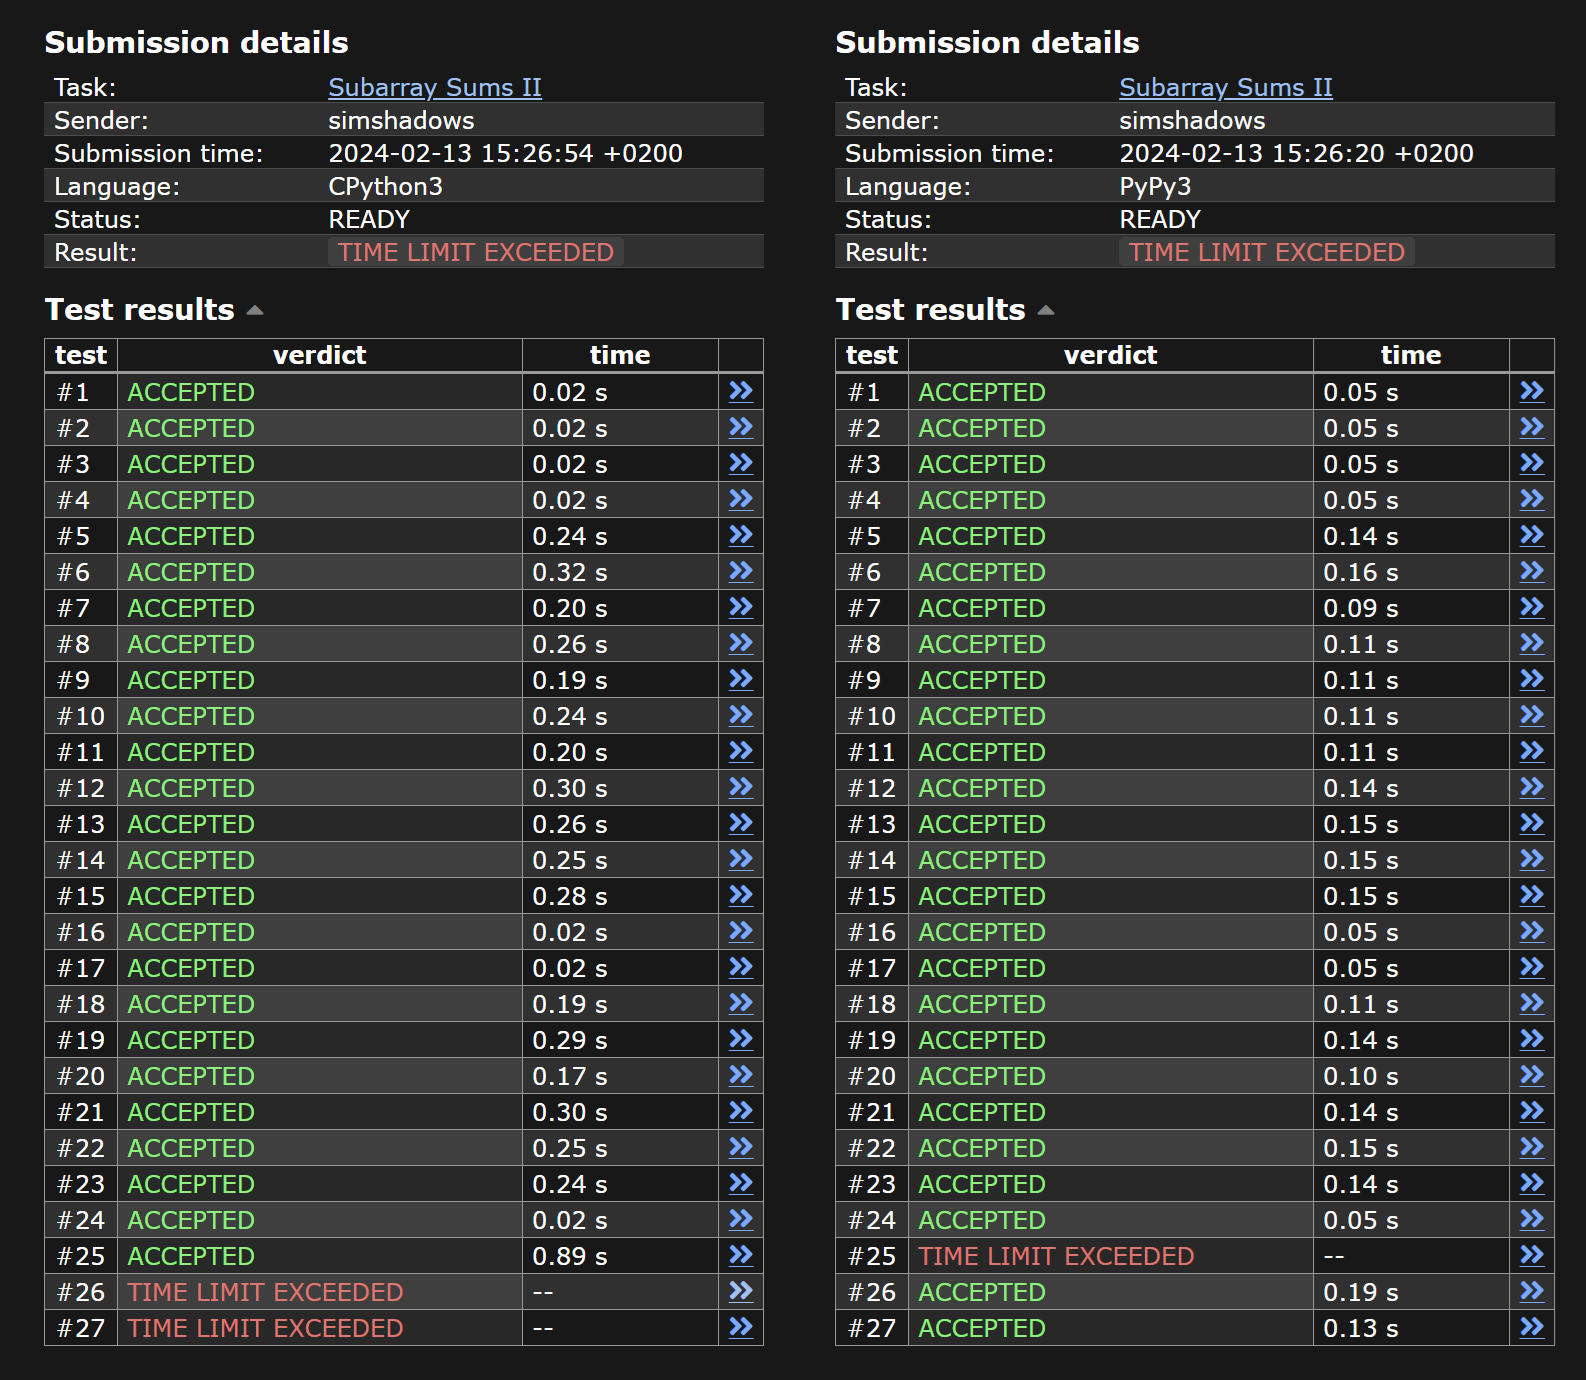 Submission details
Task: Subarray Sums II
Sender: simshadows
Submission time: 2024-02-13 15:26:54 +0200
Language: CPython3
Status: READY
Result: TIME LIMIT EXCEEDED
Test results
test verdict time
#1 ACCEPTED 0.02 s
#2 ACCEPTED 0.02 s
#3 ACCEPTED 0.02 s
#4 ACCEPTED 0.02 s
#5 ACCEPTED 0.24 s
#6 ACCEPTED 0.32 s
#7 ACCEPTED 0.20 s
#8 ACCEPTED 0.26 s
#9 ACCEPTED 0.19 s
#10 ACCEPTED 0.24 s
#11 ACCEPTED 0.20 s
#12 ACCEPTED 0.30 s
#13 ACCEPTED 0.26 s
#14 ACCEPTED 0.25 s
#15 ACCEPTED 0.28 s
#16 ACCEPTED 0.02 s
#17 ACCEPTED 0.02 s
#18 ACCEPTED 0.19 s
#19 ACCEPTED 0.29 s
#20 ACCEPTED 0.17 s
#21 ACCEPTED 0.30 s
#22 ACCEPTED 0.25 s
#23 ACCEPTED 0.24 s
#24 ACCEPTED 0.02 s
#25 ACCEPTED 0.89 s
#26 TIME LIMIT EXCEEDED --
#27 TIME LIMIT EXCEEDED --
Submission details
Task: Subarray Sums II
Sender: simshadows
Submission time: 2024-02-13 15:26:20 +0200
Language: PyPy3
Status: READY
Result: TIME LIMIT EXCEEDED
Test results
test verdict time
#1 ACCEPTED 0.05 s
#2 ACCEPTED 0.05 s
#3 ACCEPTED 0.05 s
#4 ACCEPTED 0.05 s
#5 ACCEPTED 0.14 s
#6 ACCEPTED 0.16 s
#7 ACCEPTED 0.09 s
#8 ACCEPTED 0.11 s
#9 ACCEPTED 0.11 s
#10 ACCEPTED 0.11 s
#11 ACCEPTED 0.11 s
#12 ACCEPTED 0.14 s
#13 ACCEPTED 0.15 s
#14 ACCEPTED 0.15 s
#15 ACCEPTED 0.15 s
#16 ACCEPTED 0.05 s
#17 ACCEPTED 0.05 s
#18 ACCEPTED 0.11 s
#19 ACCEPTED 0.14 s
#20 ACCEPTED 0.10 s
#21 ACCEPTED 0.14 s
#22 ACCEPTED 0.15 s
#23 ACCEPTED 0.14 s
#24 ACCEPTED 0.05 s
#25 TIME LIMIT EXCEEDED --
#26 ACCEPTED 0.19 s
#27 ACCEPTED 0.13 s